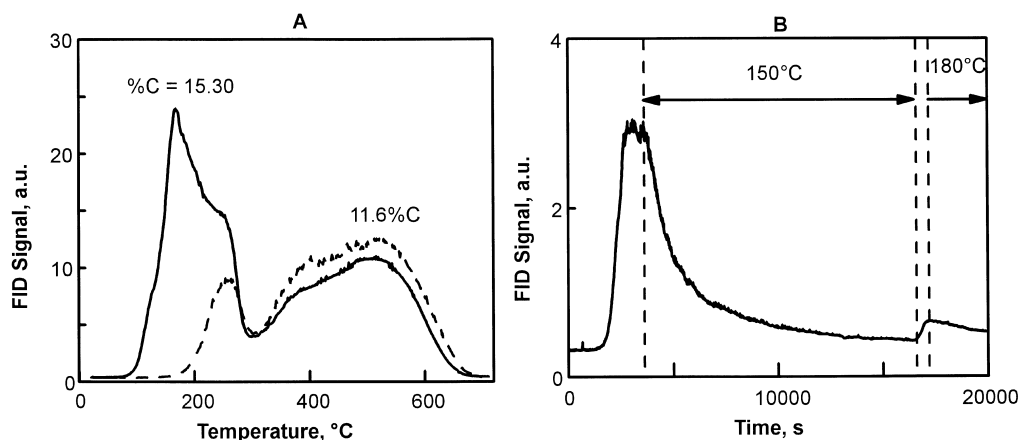 A
30
20
10
0
FID Signal, a.u.
%C = 15.30
11.6%C
0
200
400
600
Temperature, °C
B
4
2
0
FID Signal, a.u.
150°C
180°C
0
10000
20000
Time, s